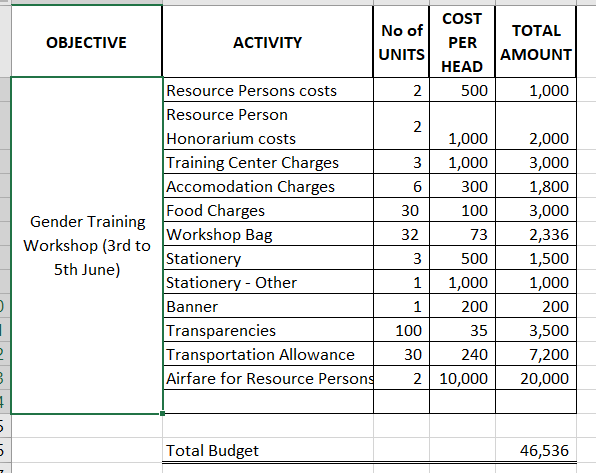 OBJECTIVE ACTIVITY No of UNITS COST PER HEAD TOTAL AMOUNT
Gender Training Workshop (3rd to 5th June)
Resource Persons costs 2 500 1,000
Resource Person Honorarium costs 2 1,000 2,000
Training Center Charges 3 1,000 3,000
Accomodation Charges 6 300 1,800
Food Charges 30 100 3,000
Workshop Bag 32 73 2,336
Stationery 3 500 1,500
Stationery - Other 1 1,000 1,000
Banner 1 200 200
Transparencies 100 35 3,500
Transportation Allowance 30 240 7,200
Airfare for Resource Persons 2 10,000 20,000
Total Budget 46,536